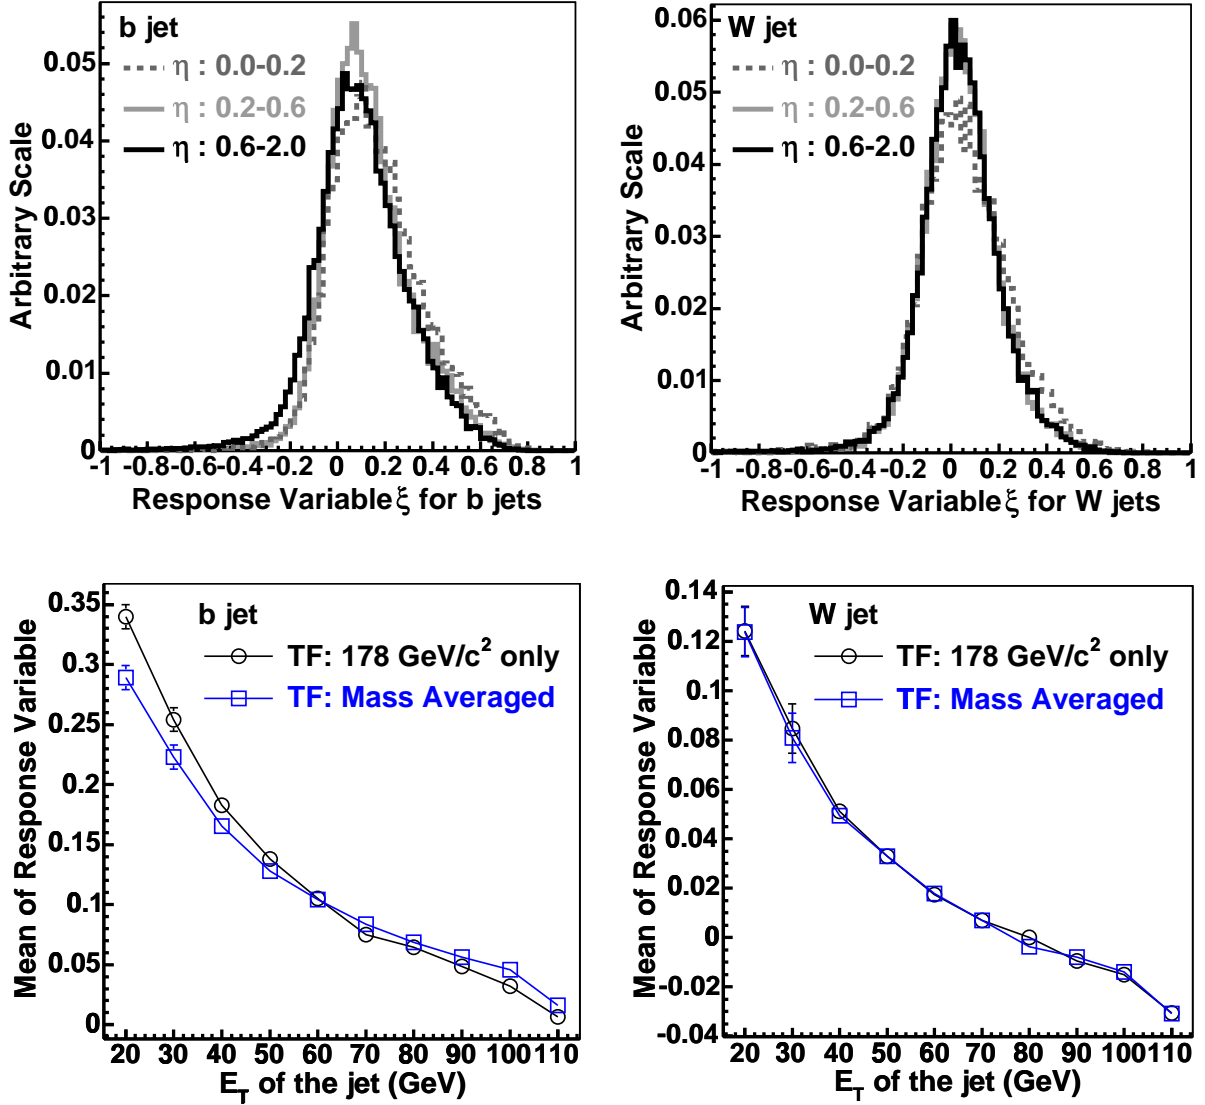 b jet
η : 0.0-0.2
η : 0.2-0.6
η : 0.6-2.0
Arbitrary Scale
0.05
0.04
0.03
0.02
0.01
0
-1 -0.8 -0.6 -0.4 -0.2 0 0.2 0.4 0.6 0.8 1
Response Variable ξ for b jets
W jet
η : 0.0-0.2
η : 0.2-0.6
η : 0.6-2.0
Arbitrary Scale
0.06
0.05
0.04
0.03
0.02
0.01
0
-1 -0.8 -0.6 -0.4 -0.2 0 0.2 0.4 0.6 0.8 1
Response Variable ξ for W jets
b jet
TF: 178 GeV/c² only
TF: Mass Averaged
Mean of Response Variable
0.35
0.3
0.25
0.2
0.15
0.1
0.05
0
20 30 40 50 60 70 80 90 100 110
E_T of the jet (GeV)
W jet
TF: 178 GeV/c² only
TF: Mass Averaged
Mean of Response Variable
0.14
0.12
0.1
0.08
0.06
0.04
0.02
0
-0.02
-0.04
20 30 40 50 60 70 80 90 100 110
E_T of the jet (GeV)